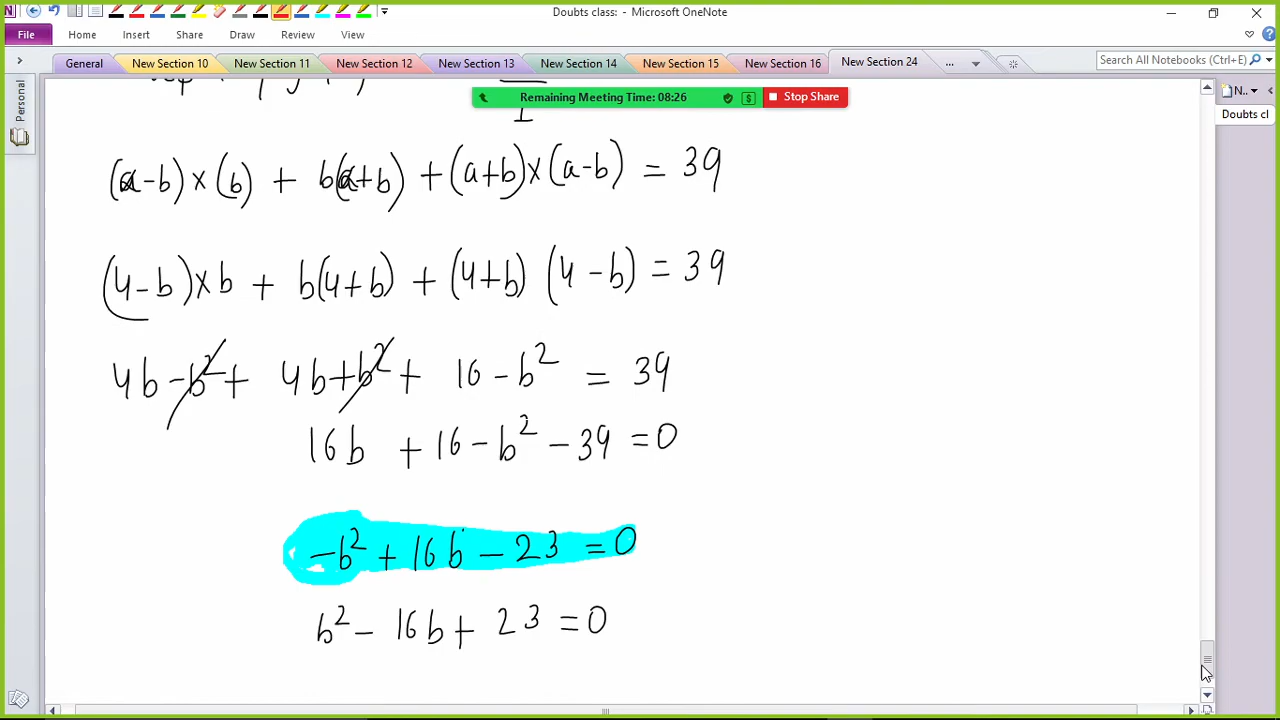 Doubts class: - Microsoft OneNote
File Home Insert Share Draw Review View
General New Section 10 New Section 11 New Section 12 New Section 13 New Section 14 New Section 15 New Section 16 New Section 24 ... Search All Notebooks (Ctrl+E)
Remaining Meeting Time: 08:26 Stop Share
N..
Personal
Doubts cl
(a-b)×(b) + b(a+b) + (a+b)×(a-b) = 39
(4-b)×b + b(4+b) + (4+b) (4-b) = 39
4b-b²+ 4b+b²+ 16-b² = 39
16b + 16-b²-39 =0
-b²+16b-23 =0
b²-16b+23 =0